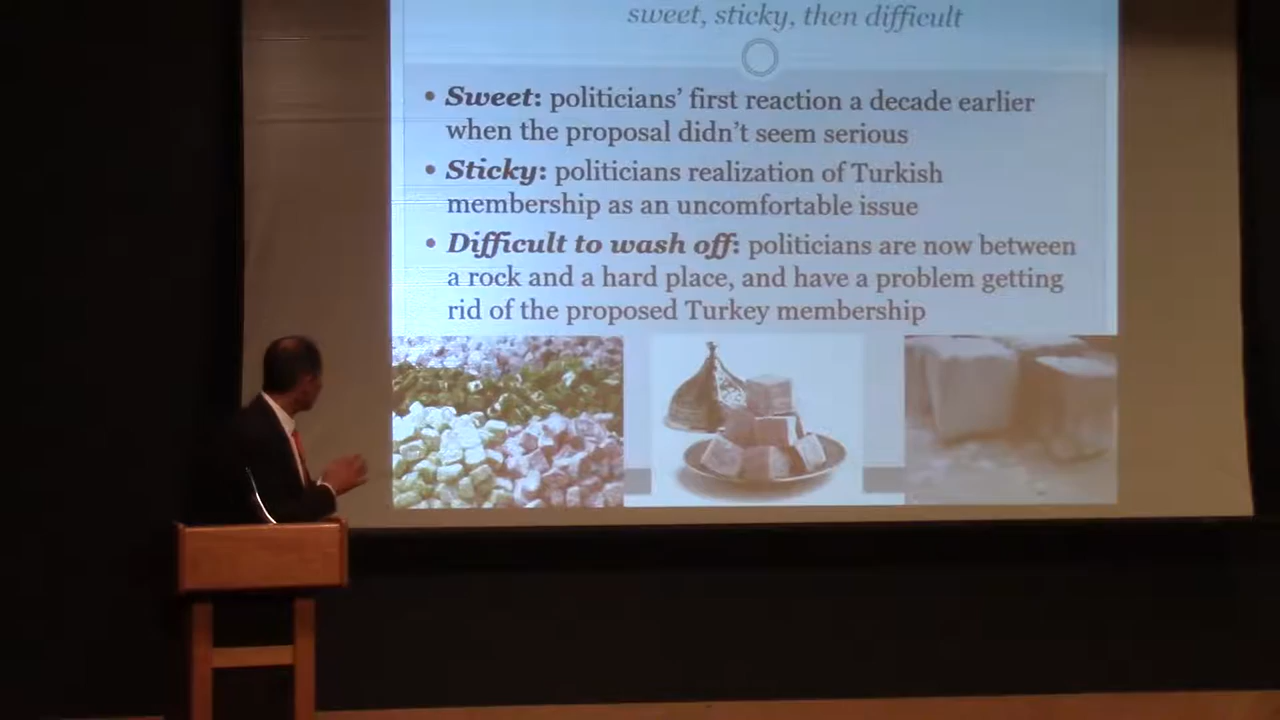 sweet, sticky, then difficult
• Sweet: politicians’ first reaction a decade earlier
when the proposal didn’t seem serious
• Sticky: politicians realization of Turkish
membership as an uncomfortable issue
• Difficult to wash off: politicians are now between
a rock and a hard place, and have a problem getting
rid of the proposed Turkey membership